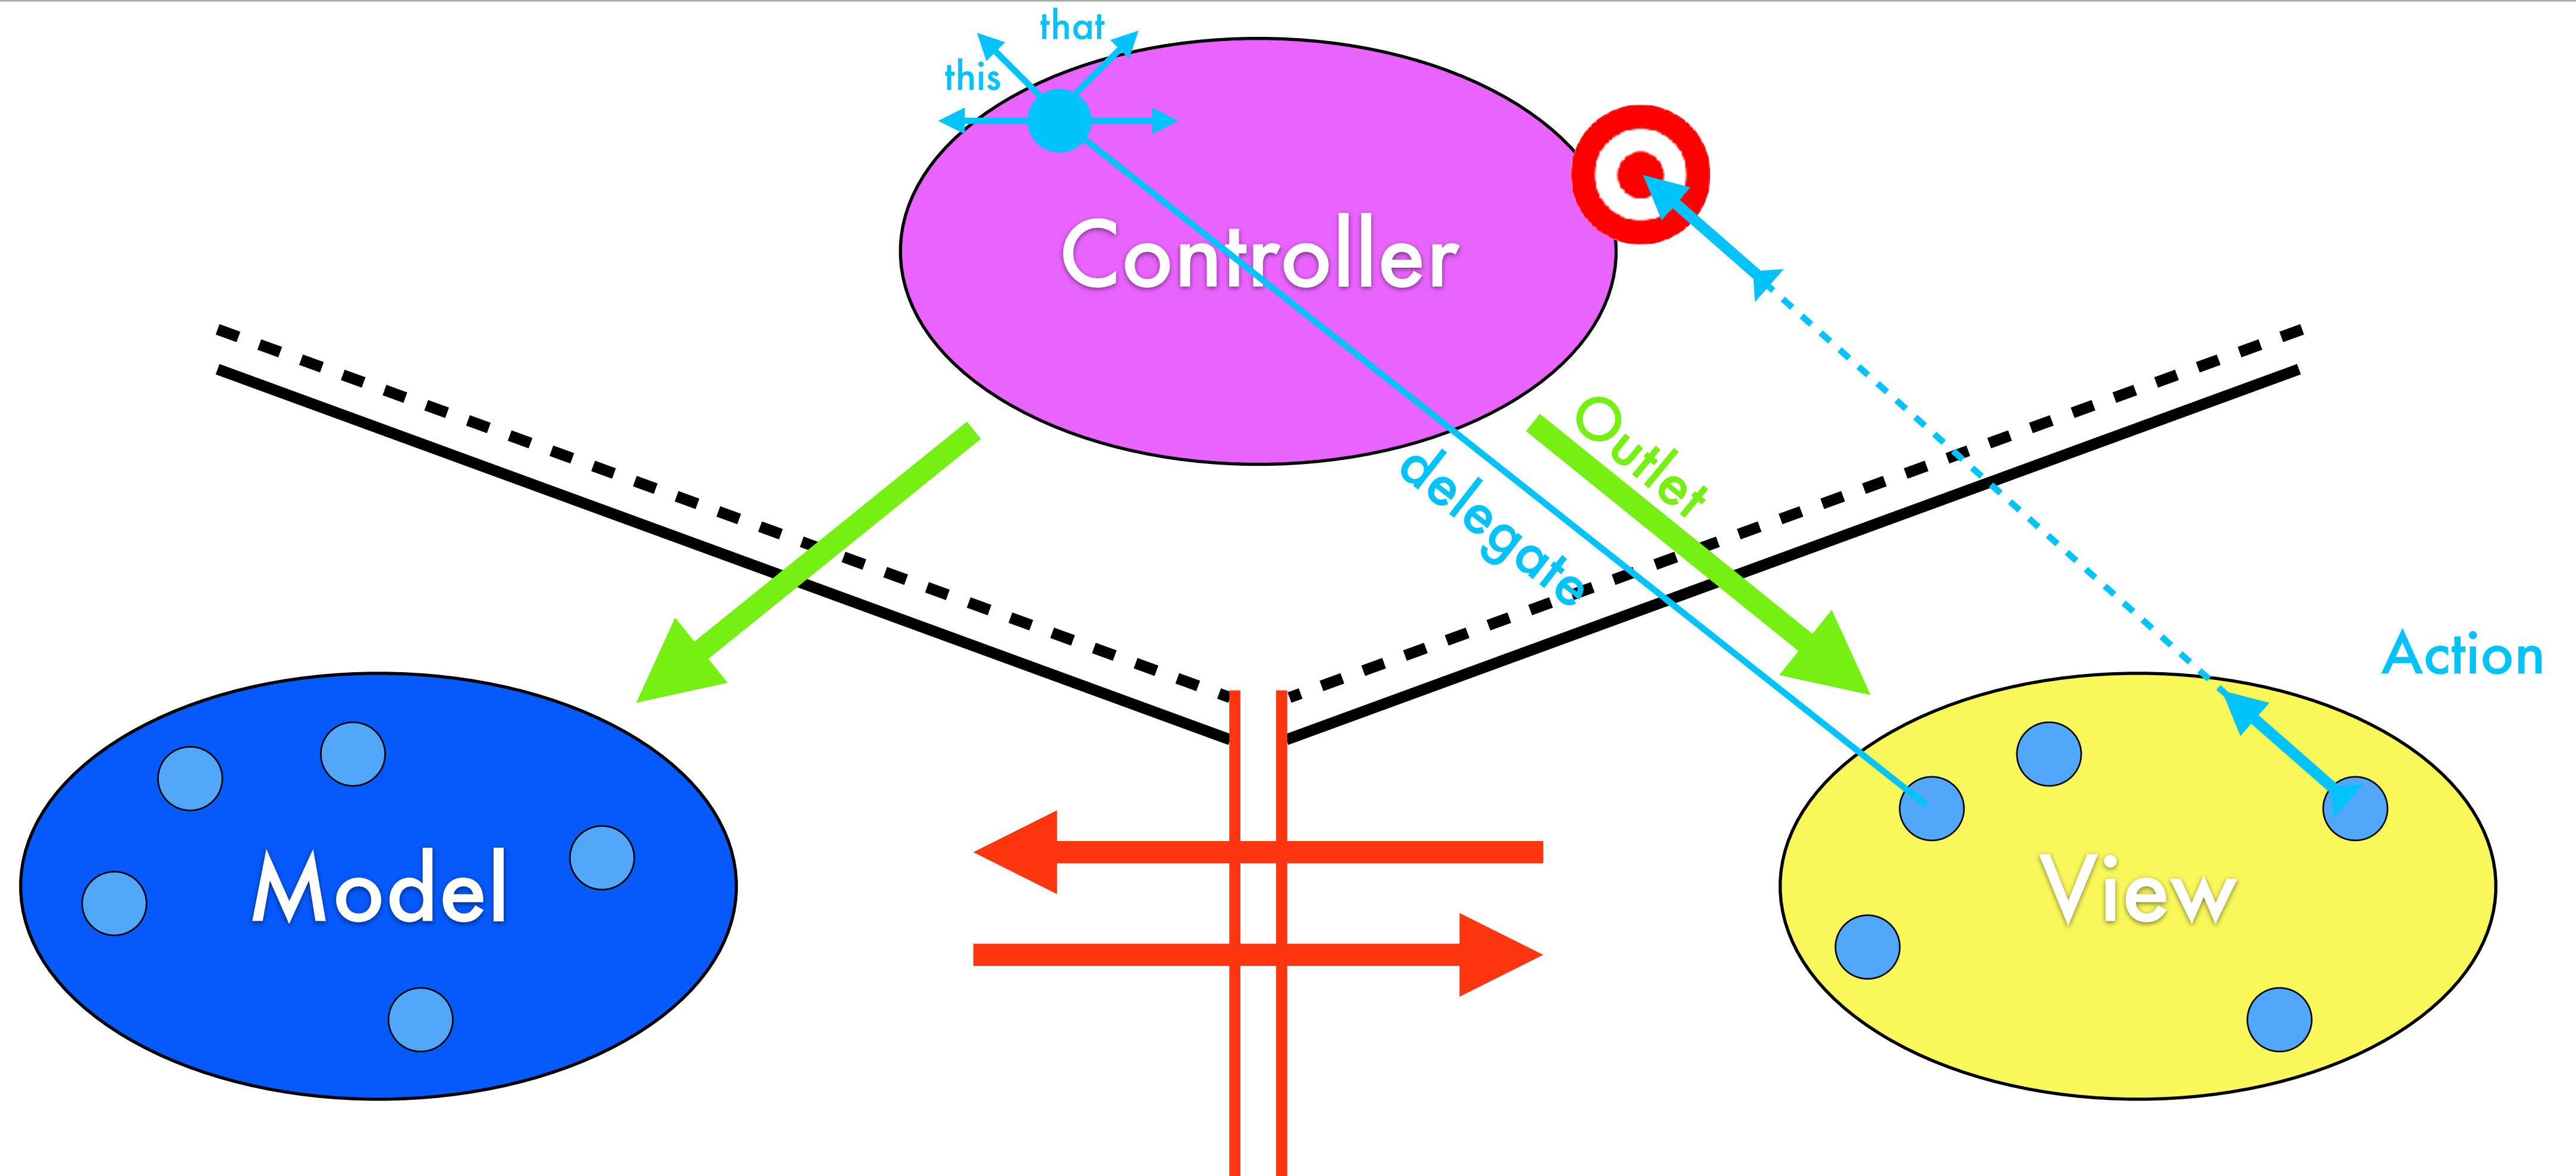 that
this
Controller
Outlet
delegate
Action
Model
View